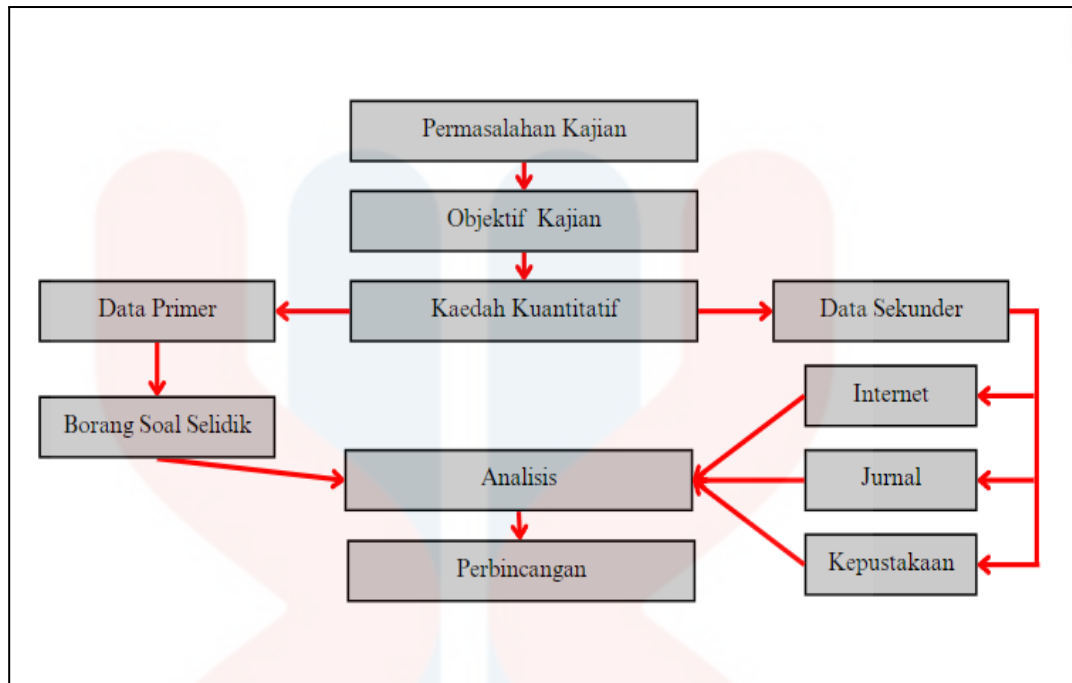 Permasalahan Kajian
Objektif Kajian
Data Primer
Kaedah Kuantitatif
Data Sekunder
Internet
Borang Soal Selidik
Analisis
Jurnal
Perbincangan
Kepustakaan